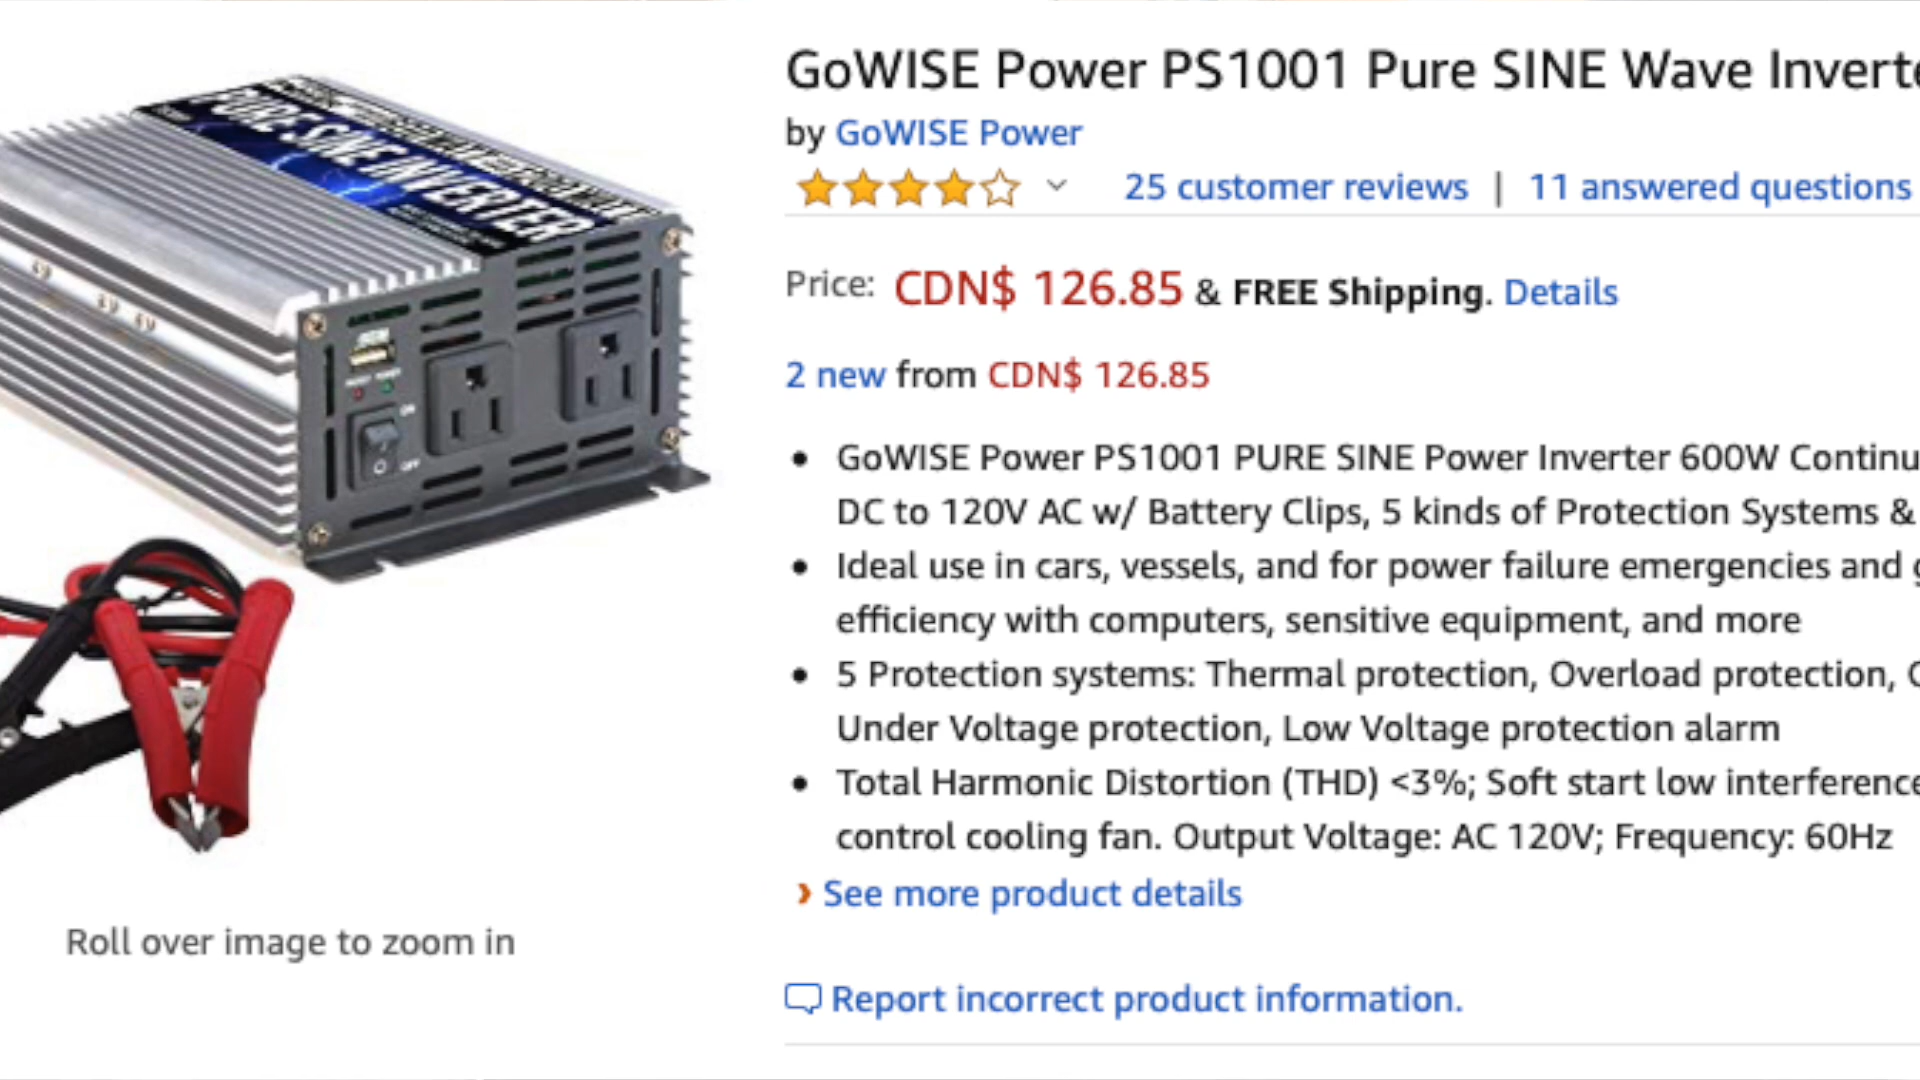 PURE SINE INVERTER
ON
OFF
Roll over image to zoom in
GoWISE Power PS1001 Pure SINE Wave
by GoWISE Power
25 customer reviews | 11 answered questions
Price: CDN$ 126.85 & FREE Shipping. Details
2 new from CDN$ 126.85
• GoWISE Power PS1001 PURE SINE Power Inverter 600W
DC to 120V AC w/ Battery Clips, 5 kinds of Protection Systems &
• Ideal use in cars, vessels, and for power failure emergencies and
efficiency with computers, sensitive equipment, and more
• 5 Protection systems: Thermal protection, Overload protection,
Under Voltage protection, Low Voltage protection alarm
• Total Harmonic Distortion (THD) <3%; Soft start low interference
control cooling fan. Output Voltage: AC 120V; Frequency: 60Hz
› See more product details
Report incorrect product information.